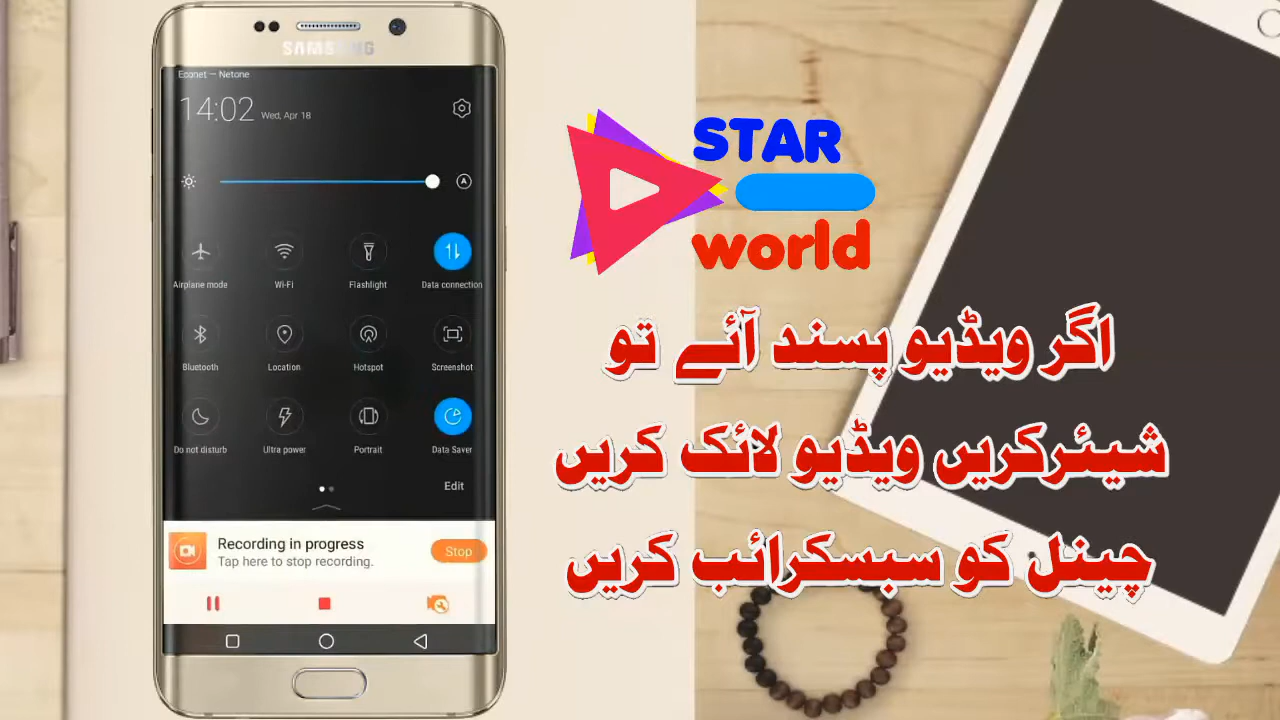 SAMSUNG
Econet — Netone
14:02 Wed, Apr 18
A
Airplane mode Wi-Fi Flashlight Data connection
Bluetooth Location Hotspot Screenshot
Do not disturb Ultra power Portrait Data Saver
Edit
Recording in progress
Tap here to stop recording.
Stop
STAR
world
اگر ویڈیو پسند آئے تو
شیئرکریں ویڈیو لائک کریں
چینل کو سبسکرائب کریں